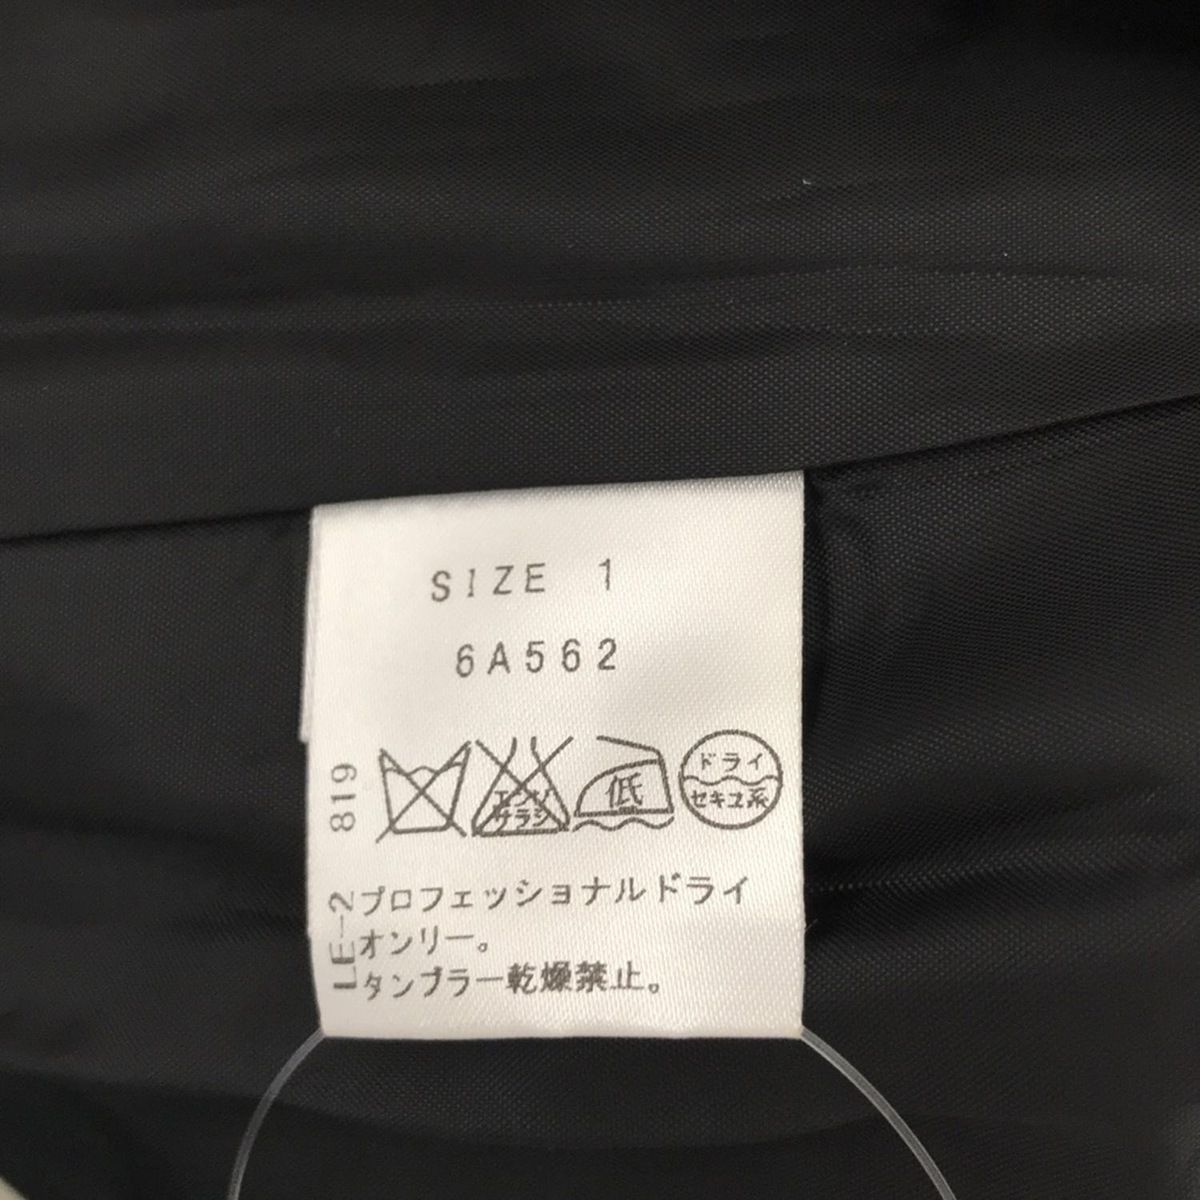 SIZE 1
6A562
エンソ
サラシ
低
ドライ
セキユ系
プロフェッショナルドライ
オンリー。
タンブラー乾燥禁止。
LE-2 819